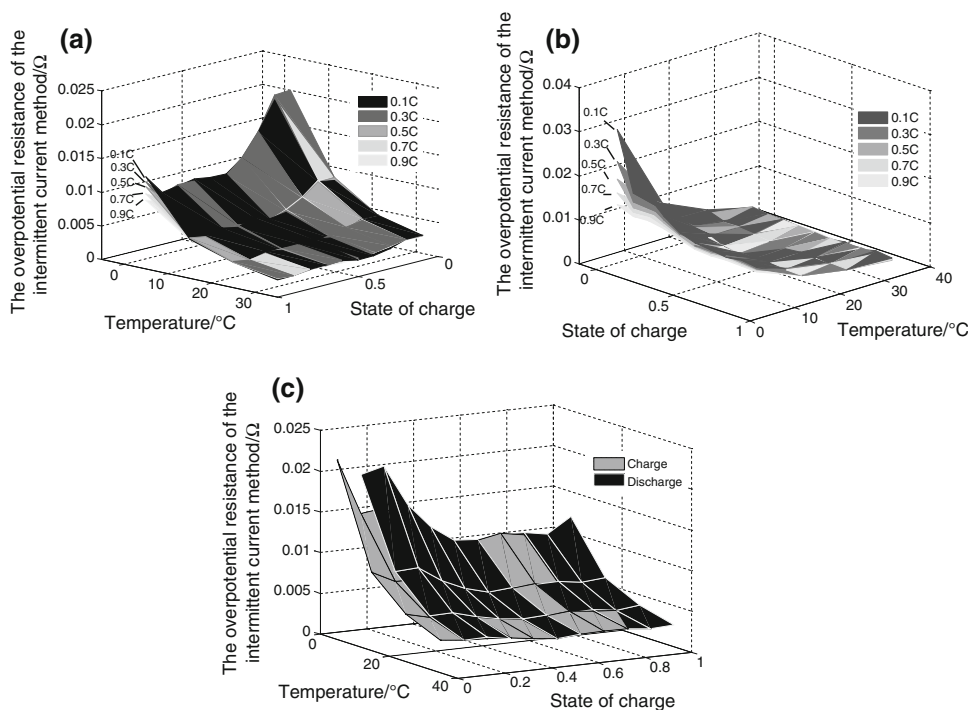 (a)
The overpotential resistance of the
intermittent current method/Ω
0.025
0.02
0.015
0.01
0.005
0
0.1C
0.3C
0.5C
0.7C
0.9C
0.1C
0.3C
0.5C
0.7C
0.9C
0
10
20
30
Temperature/°C
1
0.5
0
State of charge
(b)
The overpotential resistance of the
intermittent current method/Ω
0.04
0.03
0.02
0.01
0
0.1C
0.3C
0.5C
0.7C
0.9C
0.1C
0.3C
0.5C
0.7C
0.9C
0
0.5
1
State of charge
0
10
20
30
40
Temperature/°C
(c)
The overpotential resistance of the
intermittent current method/Ω
0.025
0.02
0.015
0.01
0.005
0
Charge
Discharge
0
20
40
Temperature/°C
0
0.2
0.4
0.6
0.8
1
State of charge